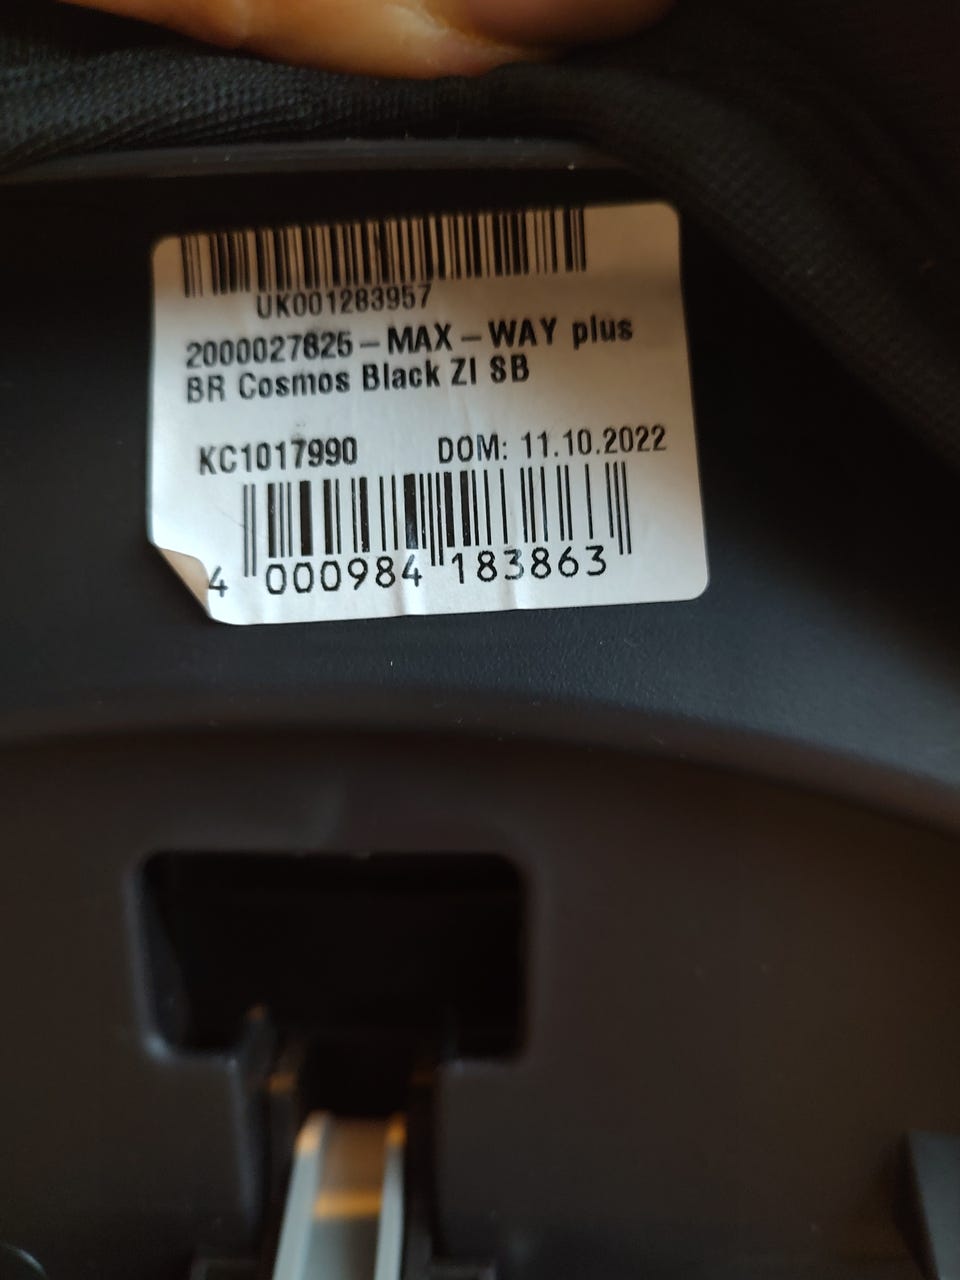 UK001283957
2000027825 – MAX – WAY plus
BR Cosmos Black ZI SB
KC1017990 DOM: 11.10.2022
4 000984 183863